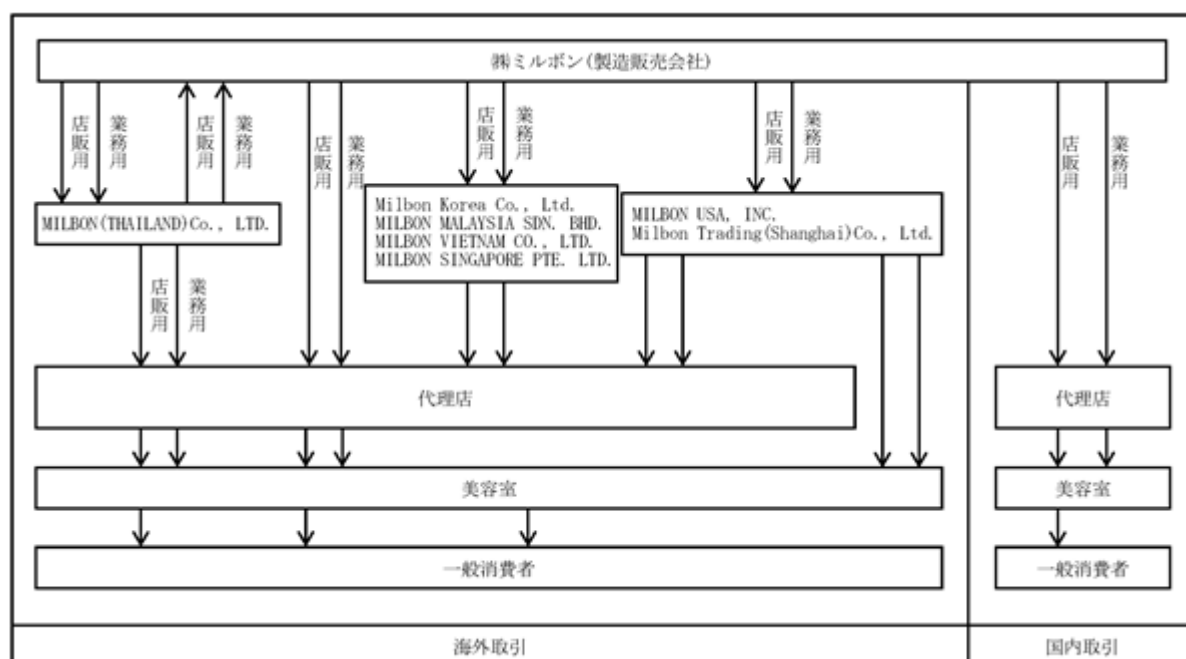 ㈱ミルボン(製造販売会社)
店販用
業務用
店販用
業務用
店販用
業務用
店販用
業務用
店販用
業務用
店販用
業務用
MILBON(THAILAND)Co., LTD.
Milbon Korea Co., Ltd.
MILBON MALAYSIA SDN. BHD.
MILBON VIETNAM CO., LTD.
MILBON SINGAPORE PTE. LTD.
MILBON USA, INC.
Milbon Trading(Shanghai)Co., Ltd.
店販用
業務用
代理店
代理店
美容室
美容室
一般消費者
一般消費者
海外取引
国内取引